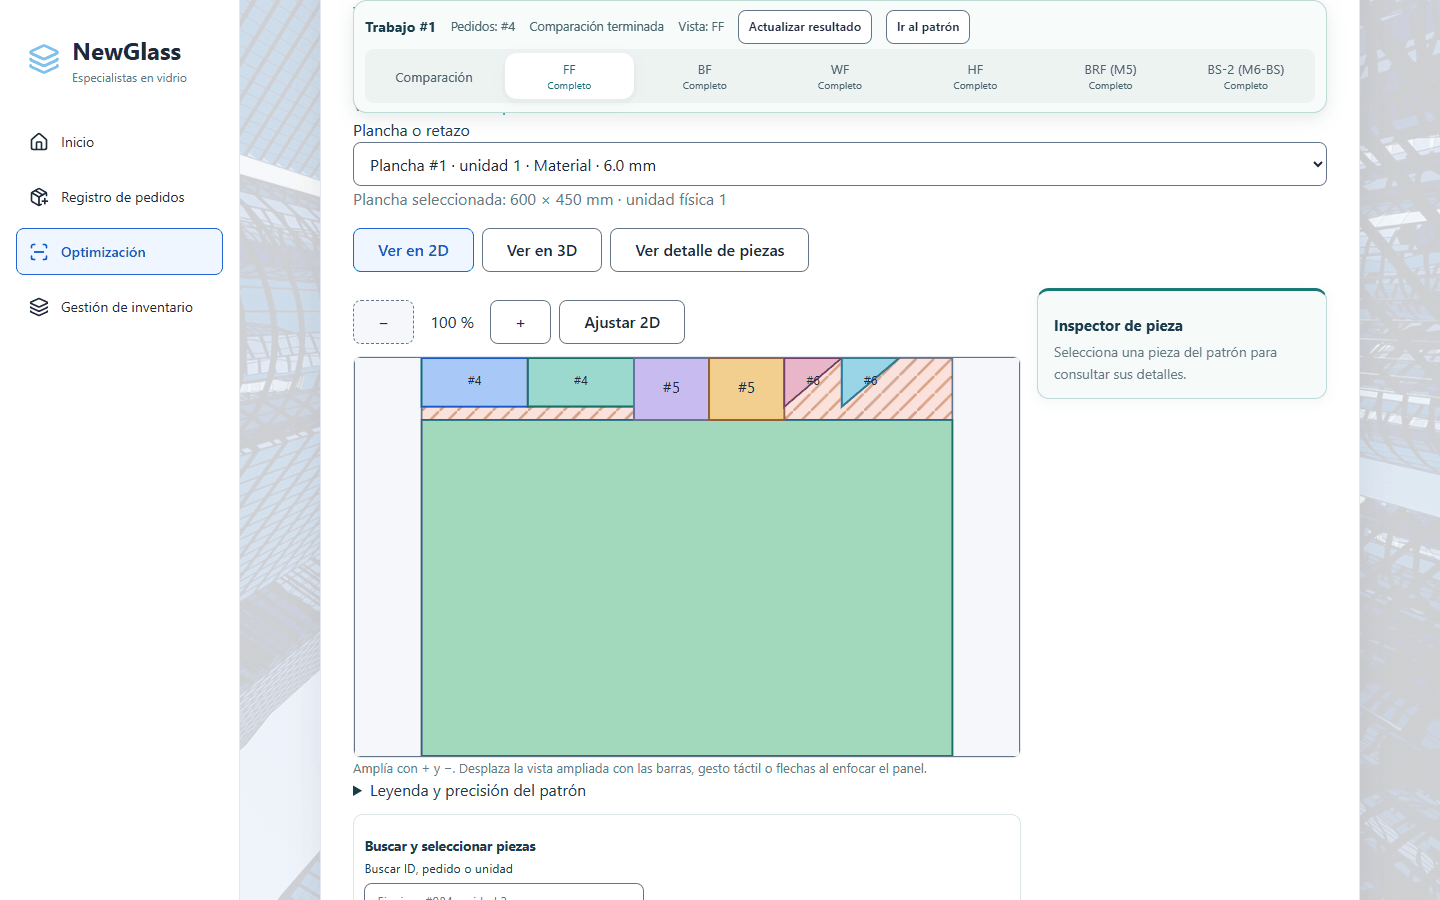 NewGlass
Especialistas en vidrio
Inicio
Registro de pedidos
Optimización
Gestión de inventario
Trabajo #1 Pedidos: #4 Comparación terminada Vista: FF Actualizar resultado Ir al patrón
Comparación
FF
Completo
BF
Completo
WF
Completo
HF
Completo
BRF (M5)
Completo
BS-2 (M6-BS)
Completo
Plancha o retazo
Plancha #1 · unidad 1 · Material · 6.0 mm
Plancha seleccionada: 600 × 450 mm · unidad física 1
Ver en 2D Ver en 3D Ver detalle de piezas
− 100 % + Ajustar 2D
#4 #4 #5 #5 #6 #6
Inspector de pieza
Selecciona una pieza del patrón para
consultar sus detalles.
Amplía con + y −. Desplaza la vista ampliada con las barras, gesto táctil o flechas al enfocar el panel.
Leyenda y precisión del patrón
Buscar y seleccionar piezas
Buscar ID, pedido o unidad